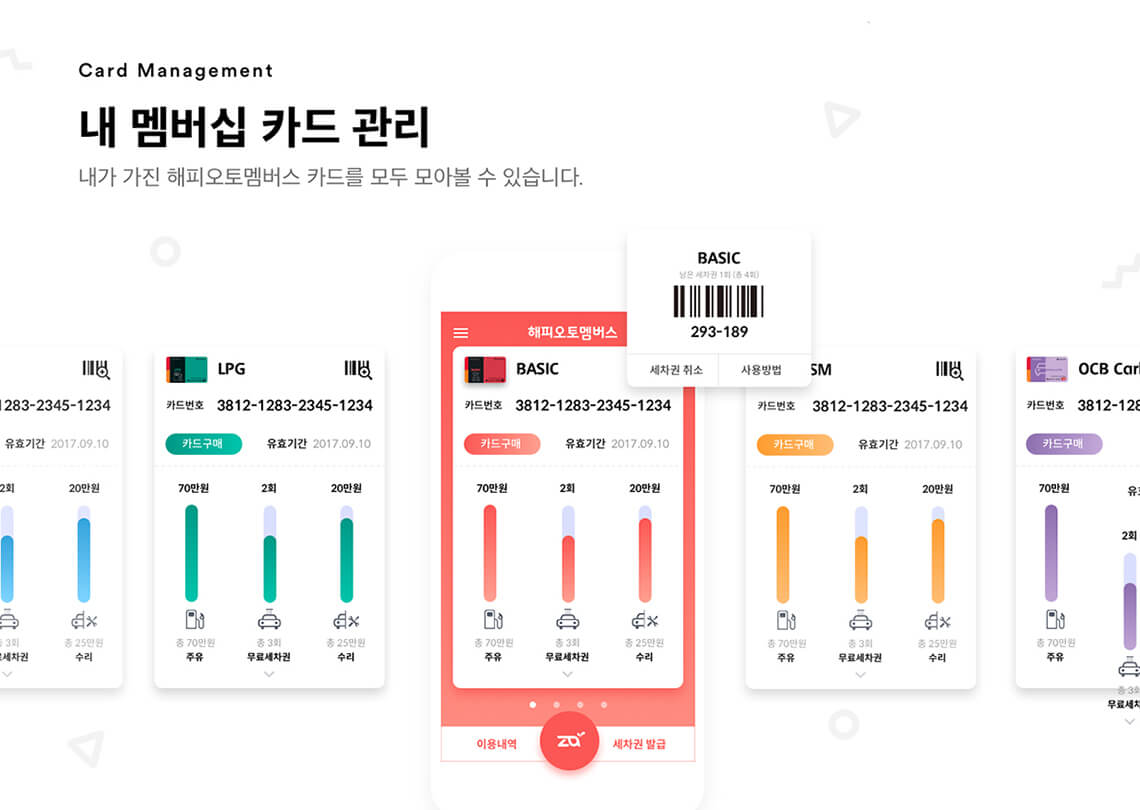 Card Management
내 멤버십 카드 관리
내가 가진 해피오토멤버스 카드를 모두 모아볼 수 있습니다.
BASIC
남은 세차권 1회 (총 4회)
293-189
세차권 취소
사용방법
1283-2345-1234
유효기간 2017.09.10
2회
20만원
총 3회
총 25만원
수리
LPG
카드번호 3812-1283-2345-1234
카드구매
유효기간 2017.09.10
70만원
2회
20만원
총 70만원
총 3회
총 25만원
주유
무료세차권
수리
해피오토멤버스
BASIC
카드번호 3812-1283-2345-1234
카드구매
유효기간 2017.09.10
70만원
2회
20만원
총 70만원
총 3회
총 25만원
주유
무료세차권
수리
이용내역
세차권 발급
SM
카드번호 3812-1283-2345-1234
카드구매
유효기간 2017.09.10
70만원
2회
20만원
총 70만원
총 3회
총 25만원
주유
무료세차권
수리
OCB
카드번호 3812-128
카드구매
70만원
2회
총 70만원
총 3회
주유